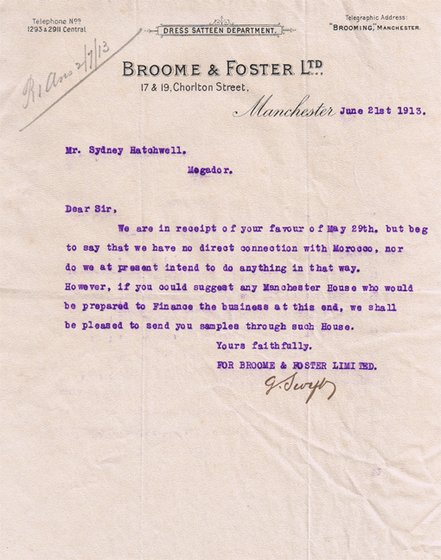 Telephone Nos.
1293 & 2911 Central.
DRESS SATTEEN DEPARTMENT.
Telegraphic Address:
"BROOMING," MANCHESTER.
BROOME & FOSTER LTD.
17 & 19, Chorlton Street,
Manchester June 21st 1913.
Mr. Sydney Hatchwell.
Mogador.
Dear Sir,
We are in receipt of your favour of May 29th. but beg
to say that we have no direct connection with Morocco, nor
do we at present intend to do anything in that way.
However, if you could suggest any Manchester House who would
be prepared to Finance the business at this end, we shall
be pleased to send you samples through such House.
Yours faithfully.
FOR BROOME & FOSTER LIMITED.